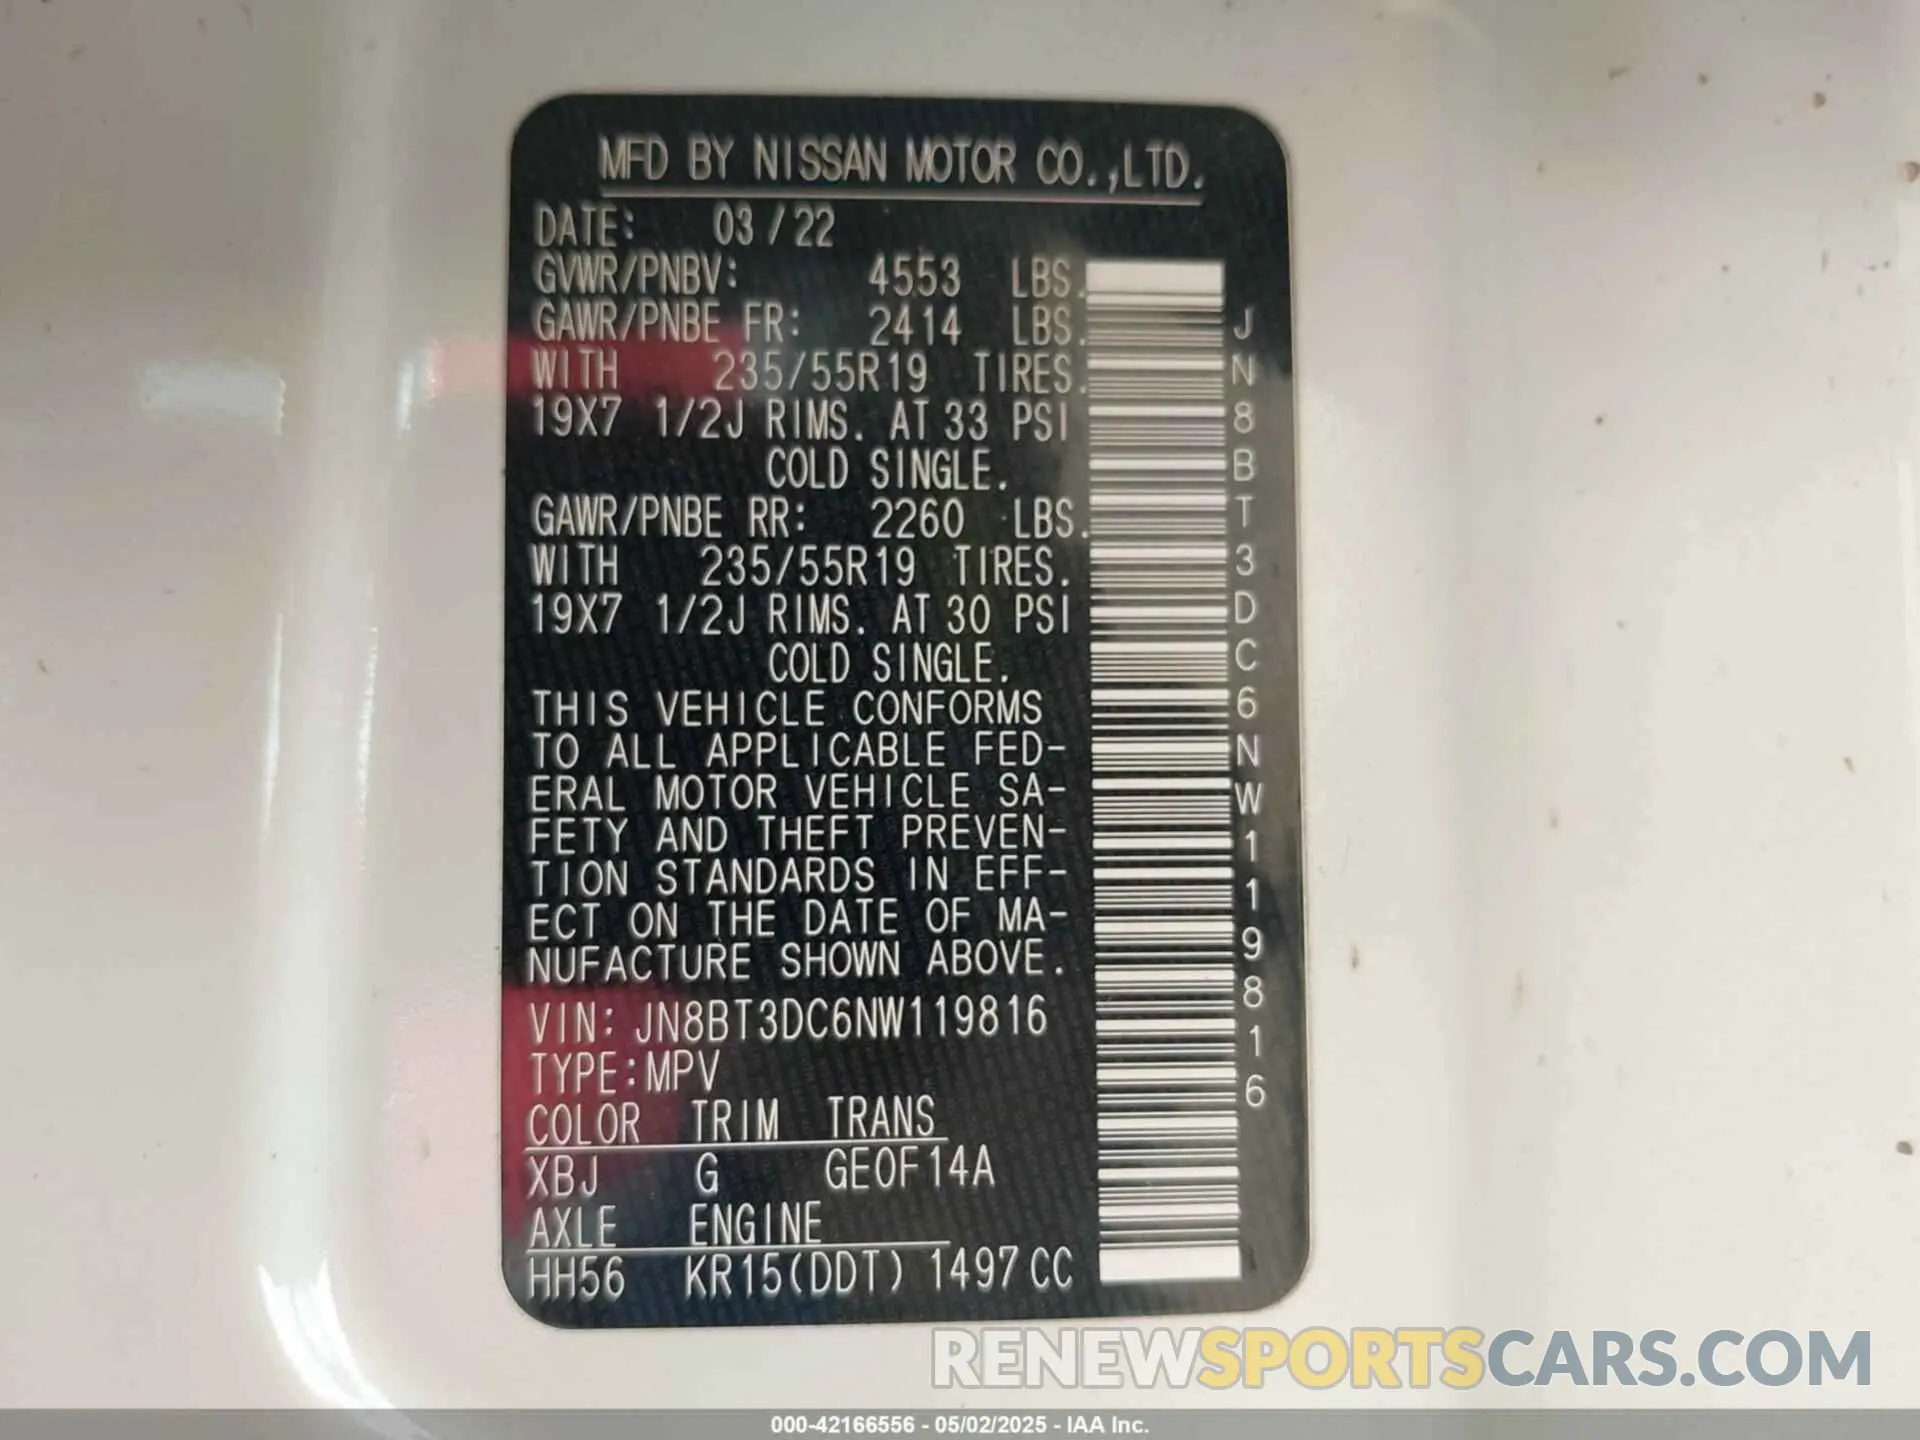 MFD BY NISSAN MOTOR CO.,LTD.
DATE: 03/22
GVWR/PNBV: 4553 LBS.
GAWR/PNBE FR: 2414 LBS.
WITH 235/55R19 TIRES.
19X7 1/2J RIMS. AT 33 PSI
COLD SINGLE.
GAWR/PNBE RR: 2260 LBS.
WITH 235/55R19 TIRES.
19X7 1/2J RIMS. AT 30 PSI
COLD SINGLE.
THIS VEHICLE CONFORMS
TO ALL APPLICABLE FED-
ERAL MOTOR VEHICLE SA-
FETY AND THEFT PREVEN-
TION STANDARDS IN EFF-
ECT ON THE DATE OF MA-
NUFACTURE SHOWN ABOVE.
VIN: JN8BT3DC6NW119816
TYPE:MPV
COLOR TRIM TRANS
XBJ G GE0F14A
AXLE ENGINE
HH56 KR15(DDT) 1497CC
JN8BT3DC6NW119816
RENEWSPORTSCARS.COM
000-42166556 - 05/02/2025 - IAA Inc.